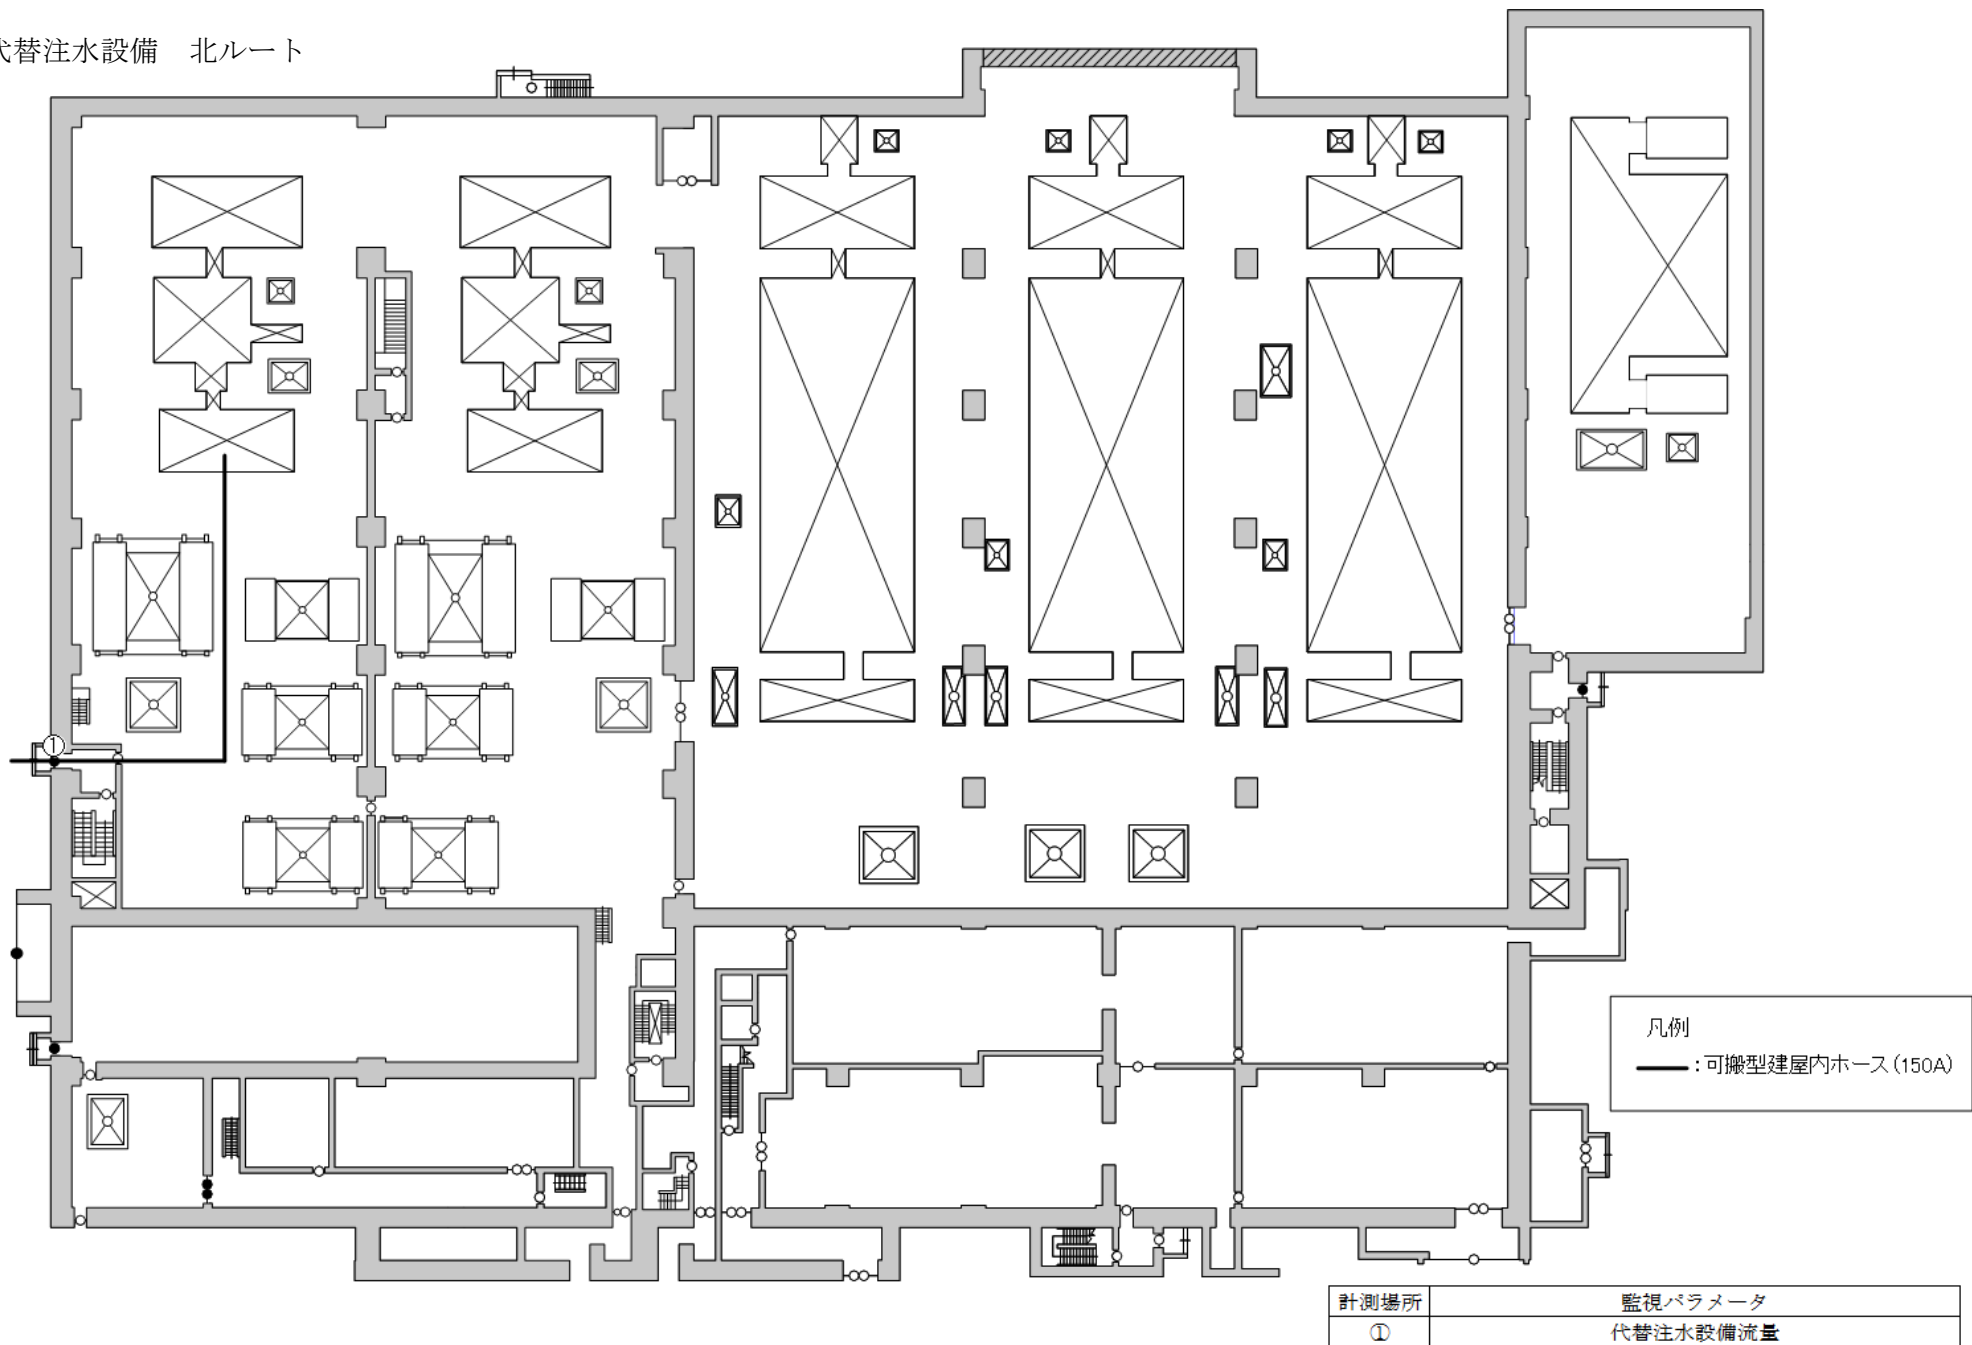 代替注水設備　北ルート
①
凡例
：可搬型建屋内ホース(150A)
計測場所 監視パラメータ
① 代替注水設備流量